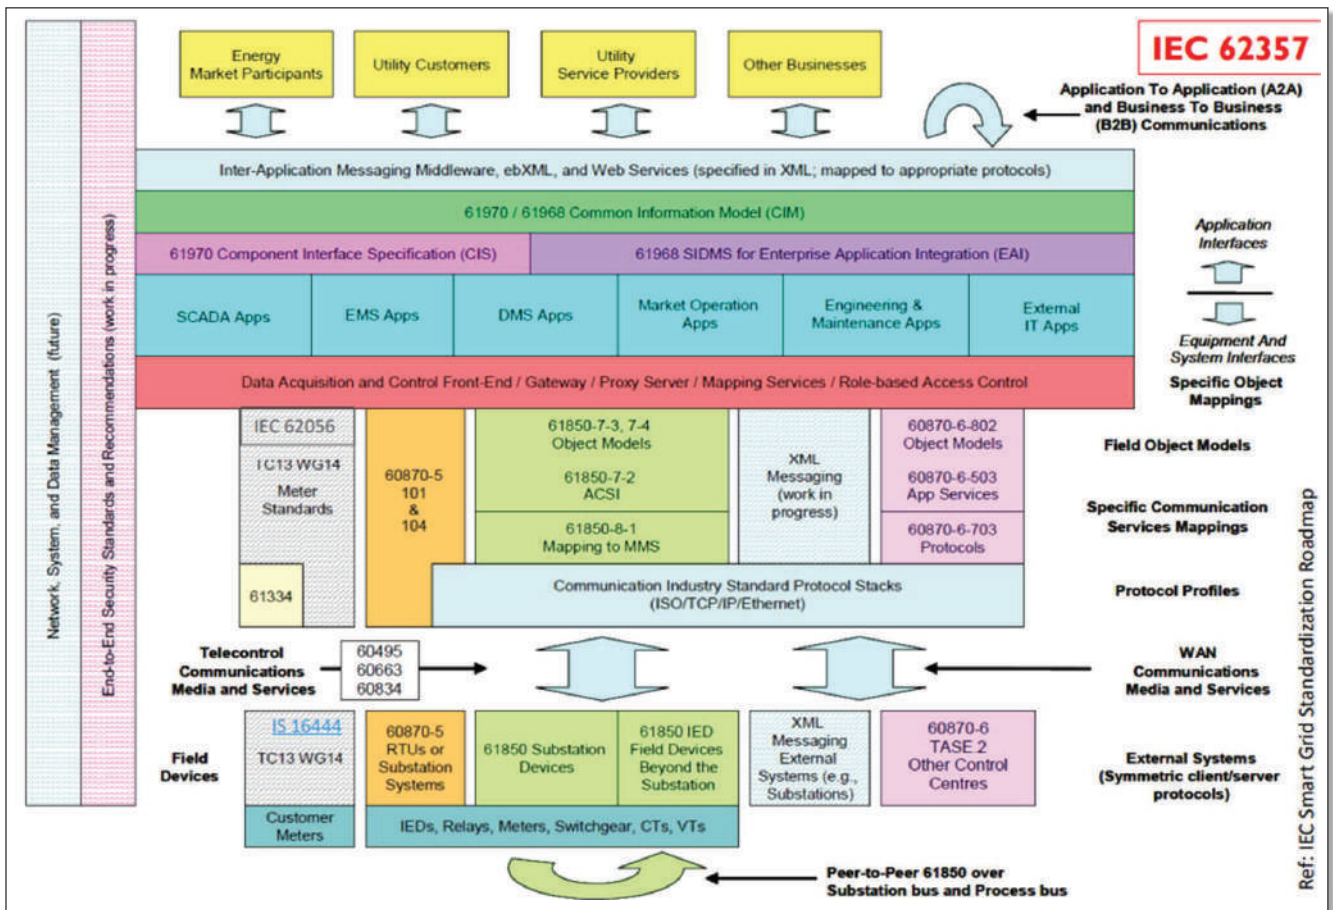 IEC 62357
Energy
Market Participants
Utility Customers
Utility
Service Providers
Other Businesses
Application To Application (A2A)
and Business To Business
(B2B) Communications
Inter-Application Messaging Middleware, ebXML, and Web Services (specified in XML; mapped to appropriate protocols)
61970 / 61968 Common Information Model (CIM)
61970 Component Interface Specification (CIS)
61968 SIDMS for Enterprise Application Integration (EAI)
Application
Interfaces
SCADA Apps
EMS Apps
DMS Apps
Market Operation
Apps
Engineering &
Maintenance Apps
External
IT Apps
Equipment And
System Interfaces
Data Acquisition and Control Front-End / Gateway / Proxy Server / Mapping Services / Role-based Access Control
Specific Object
Mappings
IEC 62056
TC13 WG14
Meter
Standards
61334
60870-5
101
&
104
61850-7-3, 7-4
Object Models
61850-7-2
ACSI
61850-8-1
Mapping to MMS
XML
Messaging
(work in
progress)
60870-6-802
Object Models
60870-6-503
App Services
60870-6-703
Protocols
Field Object Models
Specific Communication
Services Mappings
Communication Industry Standard Protocol Stacks
(ISO/TCP/IP/Ethernet)
Protocol Profiles
Telecontrol
Communications
Media and Services
60495
60663
60834
WAN
Communications
Media and Services
Field
Devices
IS 16444
TC13 WG14
60870-5
RTUs or
Substation
Systems
61850 Substation
Devices
61850 IED
Field Devices
Beyond the
Substation
XML
Messaging
External
Systems (e.g.,
Substations)
60870-6
TASE.2
Other Control
Centres
External Systems
(Symmetric client/server
protocols)
Customer
Meters
IEDs, Relays, Meters, Switchgear, CTs, VTs
Peer-to-Peer 61850 over
Substation bus and Process bus
Network, System, and Data Management (future)
End-to-End Security Standards and Recommendations (work in progress)
Ref: IEC Smart Grid Standardization Roadmap